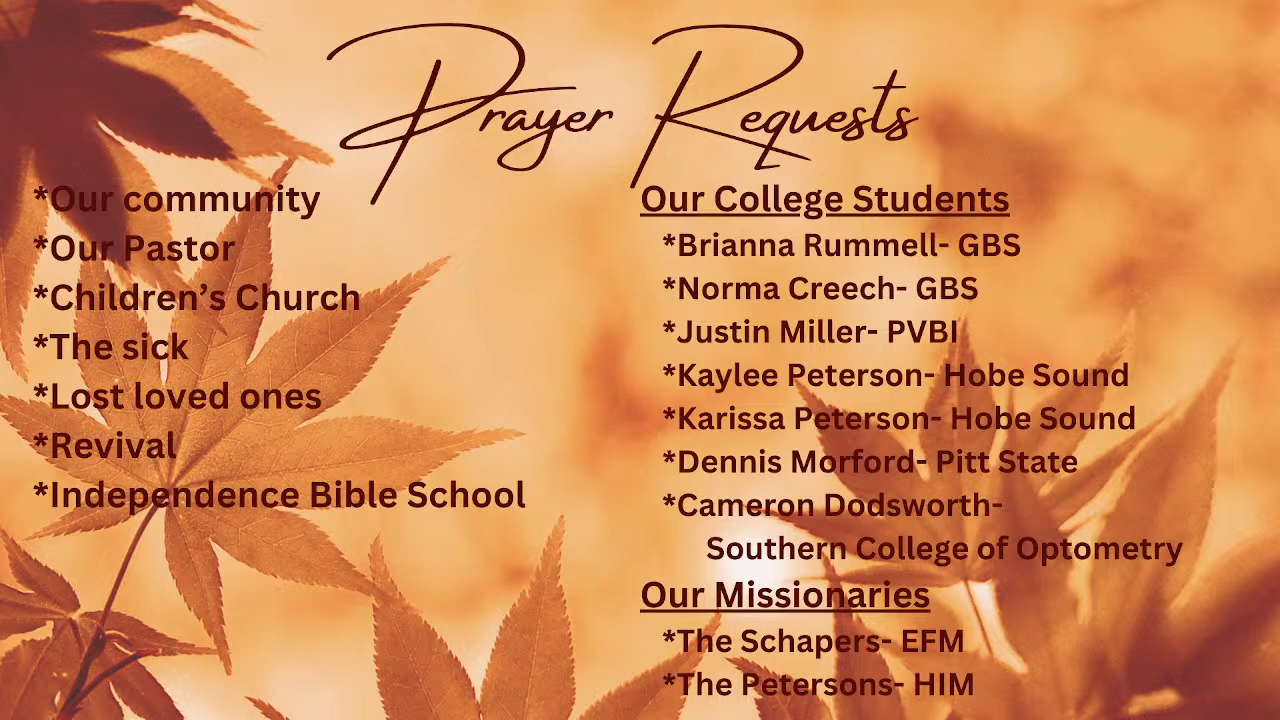 Prayer Requests
*Our community
*Our Pastor
*Children’s Church
*The sick
*Lost loved ones
*Revival
*Independence Bible School
Our College Students
*Brianna Rummell- GBS
*Norma Creech- GBS
*Justin Miller- PVBI
*Kaylee Peterson- Hobe Sound
*Karissa Peterson- Hobe Sound
*Dennis Morford- Pitt State
*Cameron Dodsworth-
Southern College of Optometry
Our Missionaries
*The Schapers- EFM
*The Petersons- HIM